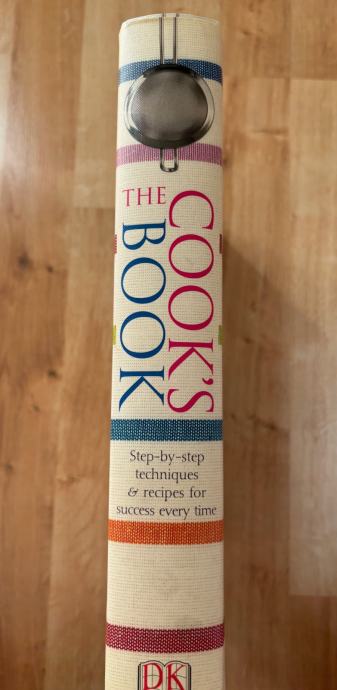 THE
COOK'S
BOOK
Step-by-step
techniques
& recipes for
success every time
DK